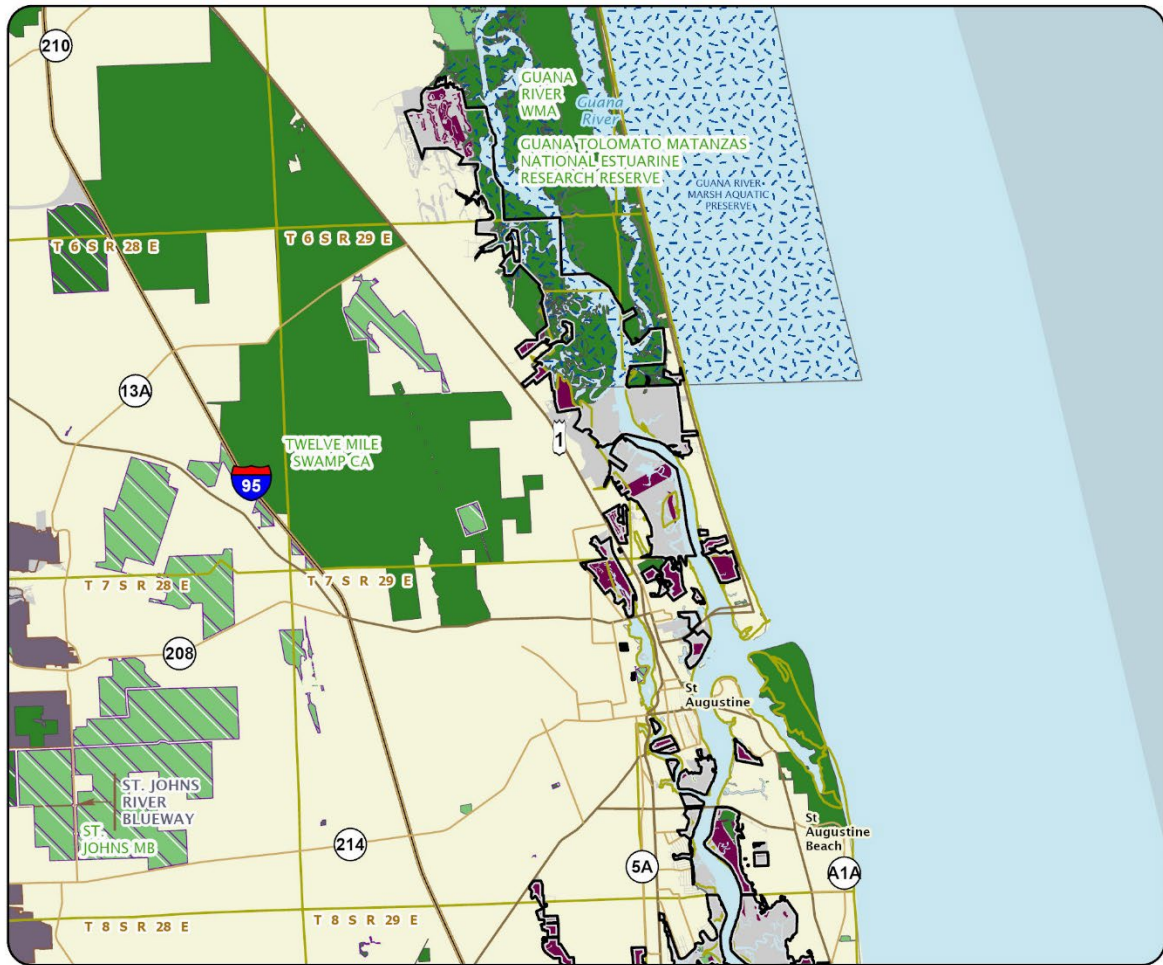 210
GUANA
RIVER
WMA
Guana
River
GUANA TOLOMATO MATANZAS
NATIONAL ESTUARINE
RESEARCH RESERVE
GUANA RIVER
MARSH AQUATIC
PRESERVE
T 6 S R 28 E
T 6 S R 29 E
13A
1
TWELVE MILE
SWAMP CA
95
T 7 S R 28 E
T 7 S R 29 E
208
St
Augustine
ST. JOHNS
RIVER
BLUEWAY
ST.
JOHNS MB
214
St
Augustine
Beach
5A
A1A
T 8 S R 28 E
T 8 S R 29 E